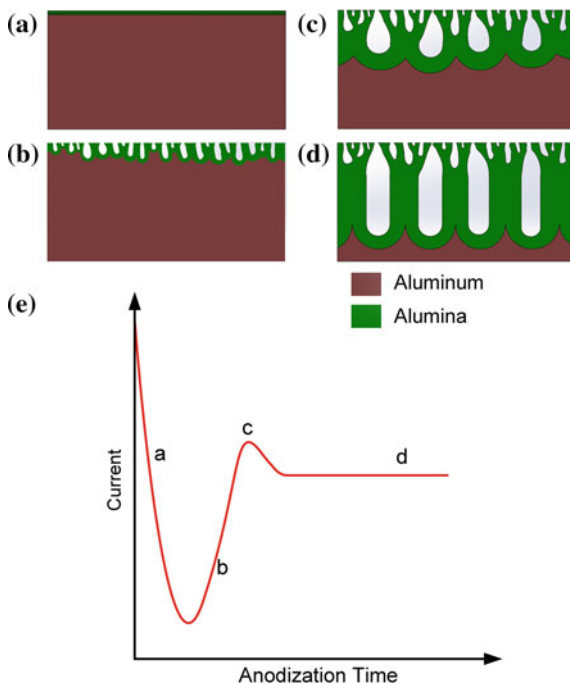 (a)
(c)
(b)
(d)
Aluminum
Alumina
(e)
c
a
d
b
Current
Anodization Time